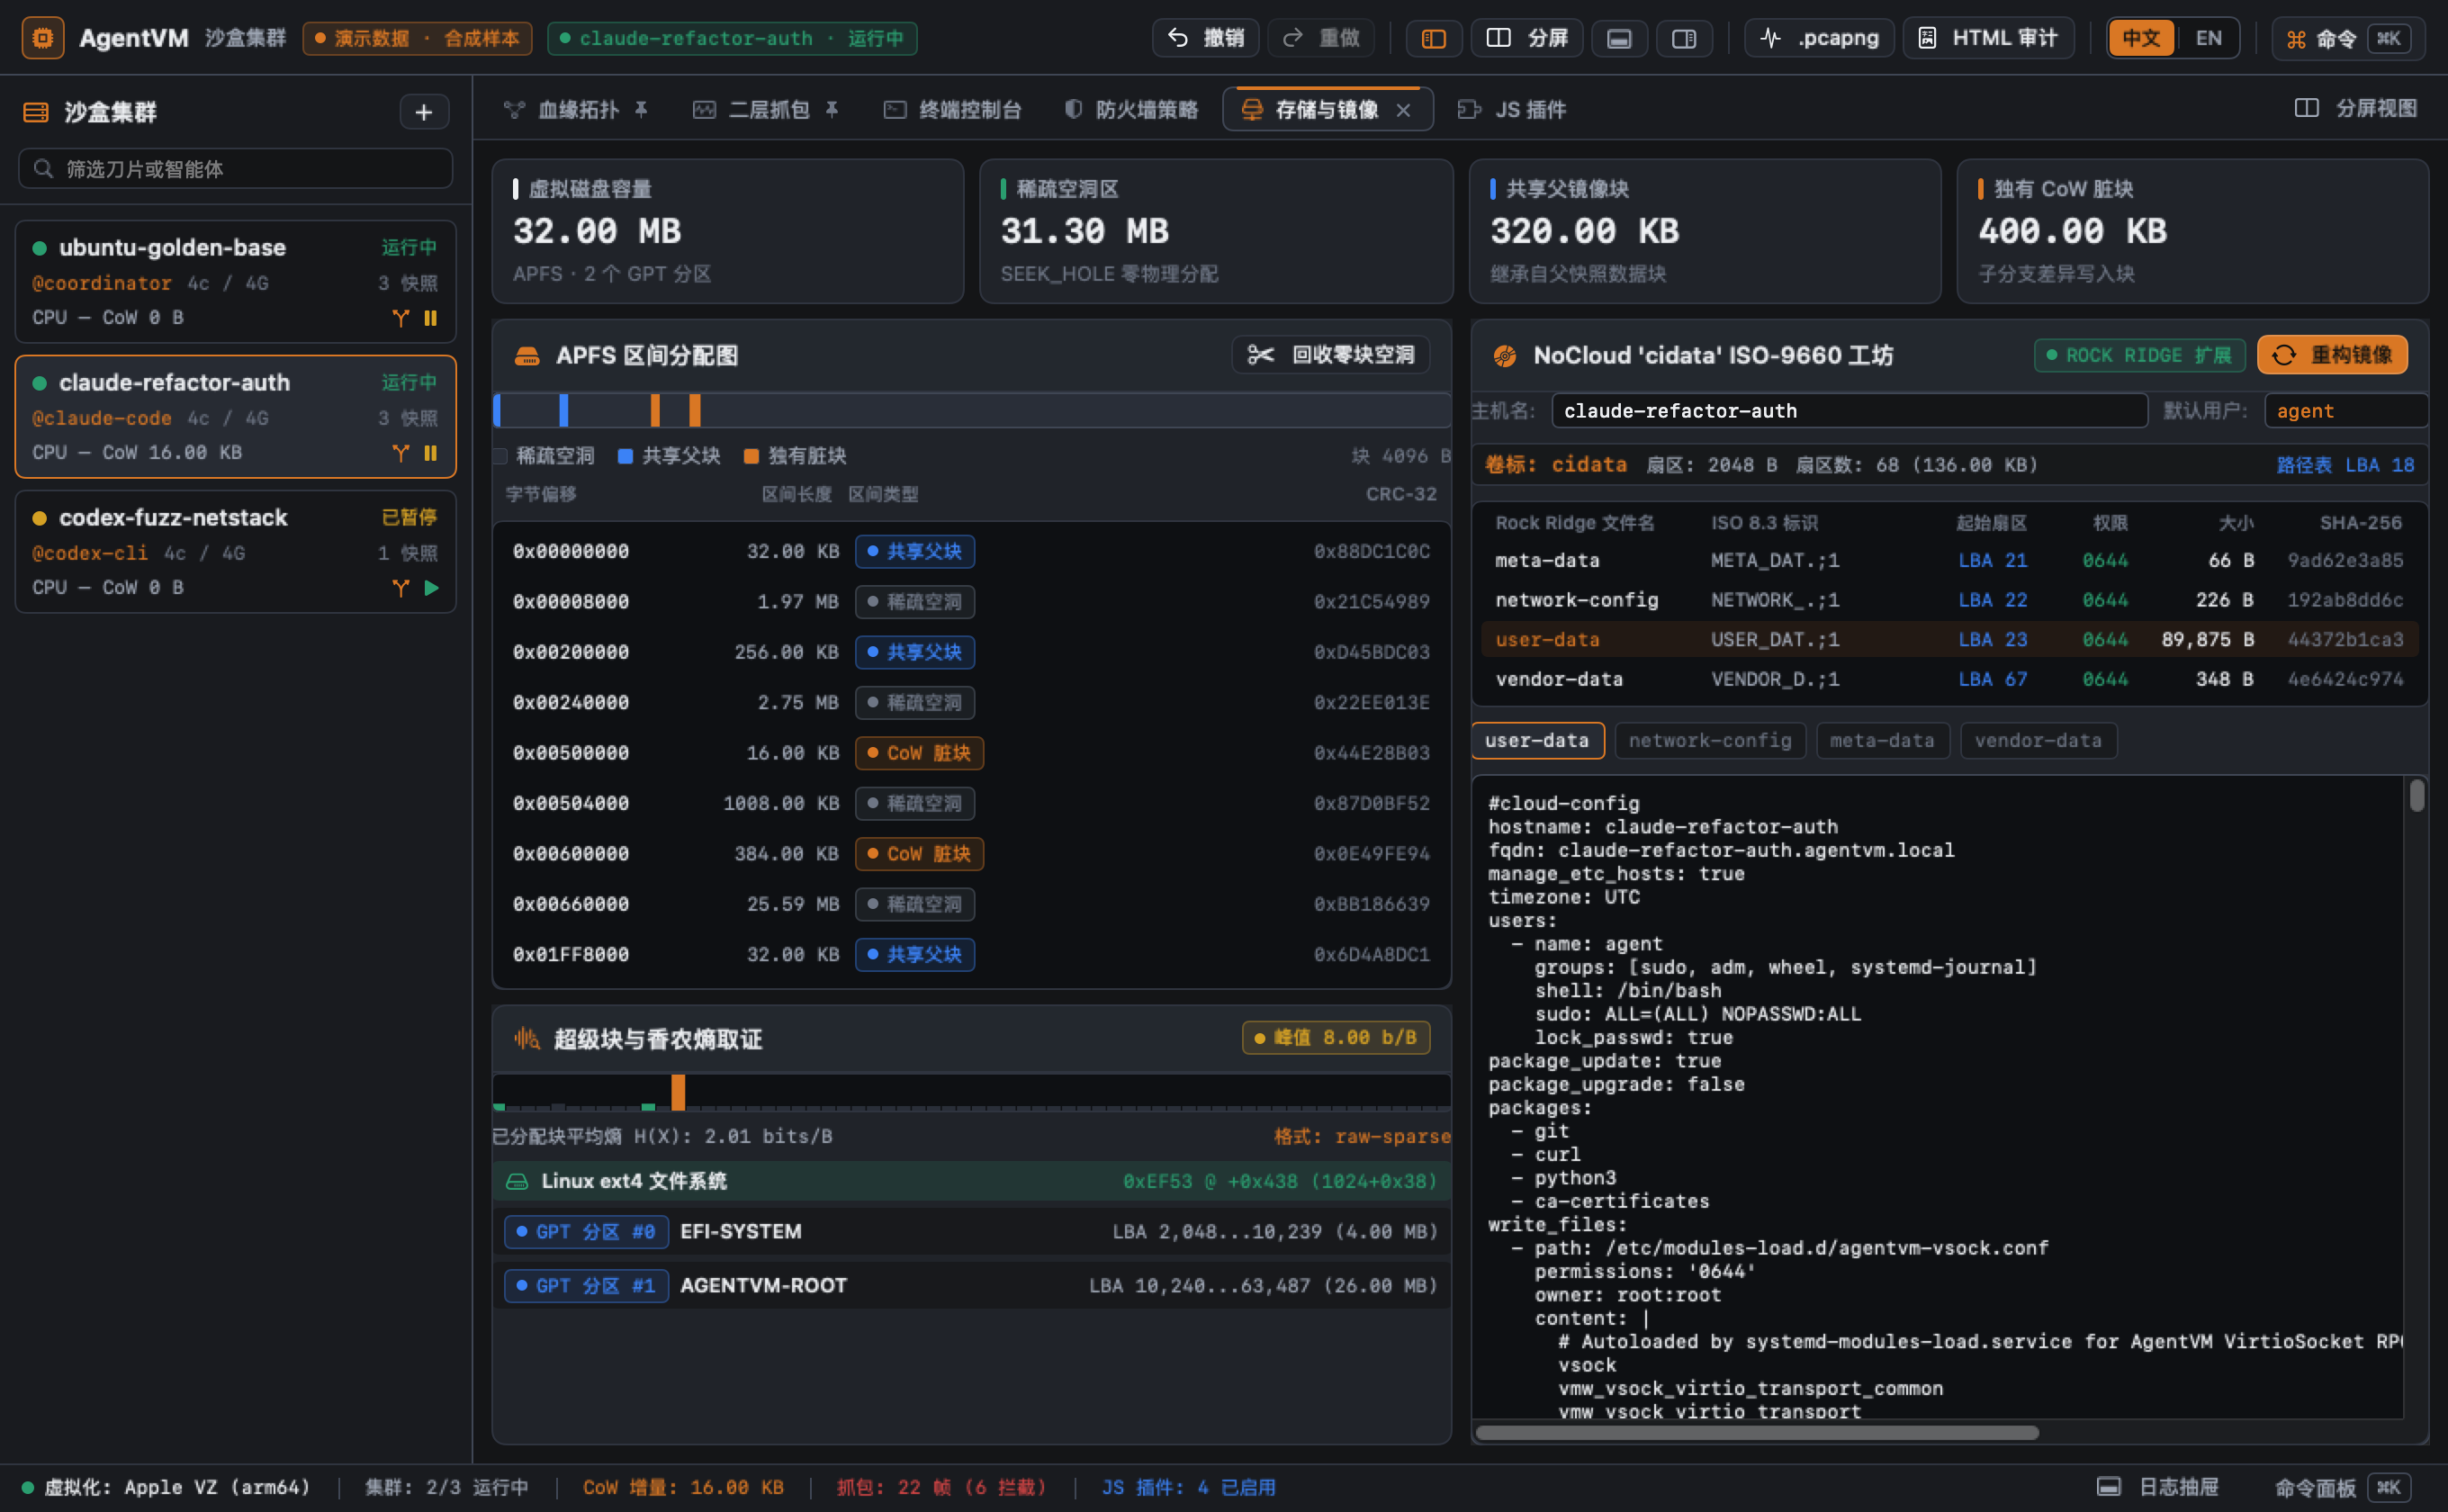 AgentVM 沙盒集群 演示数据 · 合成样本 claude-refactor-auth · 运行中 撤销 重做 分屏 .pcapng HTML 审计 中文 EN 命令 ⌘K
沙盒集群 +
筛选刀片或智能体
ubuntu-golden-base 运行中
@coordinator 4c / 4G 3 快照
CPU — CoW 0 B
claude-refactor-auth 运行中
@claude-code 4c / 4G 3 快照
CPU — CoW 16.00 KB
codex-fuzz-netstack 已暂停
@codex-cli 4c / 4G 1 快照
CPU — CoW 0 B
血缘拓扑 二层抓包 终端控制台 防火墙策略 存储与镜像 JS 插件 分屏视图
虚拟磁盘容量
32.00 MB
APFS · 2 个 GPT 分区
稀疏空洞区
31.30 MB
SEEK_HOLE 零物理分配
共享父镜像块
320.00 KB
继承自父快照数据块
独有 CoW 脏块
400.00 KB
子分支差异写入块
APFS 区间分配图 回收零块空洞
稀疏空洞 共享父块 独有脏块 块 4096 B
字节偏移 区间长度 区间类型 CRC-32
0x00000000 32.00 KB 共享父块 0x88DC1C0C
0x00008000 1.97 MB 稀疏空洞 0x21C54989
0x00200000 256.00 KB 共享父块 0xD45BDC03
0x00240000 2.75 MB 稀疏空洞 0x22EE013E
0x00500000 16.00 KB CoW 脏块 0x44E28B03
0x00504000 1008.00 KB 稀疏空洞 0x87D0BF52
0x00600000 384.00 KB CoW 脏块 0x0E49FE94
0x00660000 25.59 MB 稀疏空洞 0xBB186639
0x01FF8000 32.00 KB 共享父块 0x6D4A8DC1
超级块与香农熵取证 峰值 8.00 b/B
已分配块平均熵 H(X): 2.01 bits/B 格式: raw-sparse
Linux ext4 文件系统 0xEF53 @ +0x438 (1024+0x38)
GPT 分区 #0 EFI-SYSTEM LBA 2,048...10,239 (4.00 MB)
GPT 分区 #1 AGENTVM-ROOT LBA 10,240...63,487 (26.00 MB)
NoCloud 'cidata' ISO-9660 工坊 ROCK RIDGE 扩展 重构镜像
主机名: claude-refactor-auth 默认用户: agent
卷标: cidata 扇区: 2048 B 扇区数: 68 (136.00 KB) 路径表 LBA 18
Rock Ridge 文件名 ISO 8.3 标识 起始扇区 权限 大小 SHA-256
meta-data META_DAT.;1 LBA 21 0644 66 B 9ad62e3a85
network-config NETWORK_.;1 LBA 22 0644 226 B 192ab8dd6c
user-data USER_DAT.;1 LBA 23 0644 89,875 B 44372b1ca3
vendor-data VENDOR_D.;1 LBA 67 0644 348 B 4e6424c974
user-data network-config meta-data vendor-data
#cloud-config
hostname: claude-refactor-auth
fqdn: claude-refactor-auth.agentvm.local
manage_etc_hosts: true
timezone: UTC
users:
  - name: agent
    groups: [sudo, adm, wheel, systemd-journal]
    shell: /bin/bash
    sudo: ALL=(ALL) NOPASSWD:ALL
    lock_passwd: true
package_update: true
package_upgrade: false
packages:
  - git
  - curl
  - python3
  - ca-certificates
write_files:
  - path: /etc/modules-load.d/agentvm-vsock.conf
    permissions: '0644'
    owner: root:root
    content: |
      # Autoloaded by systemd-modules-load.service for AgentVM VirtioSocket RP
      vsock
      vmw_vsock_virtio_transport_common
      vmw_vsock_virtio_transport
虚拟化: Apple VZ (arm64) 集群: 2/3 运行中 CoW 增量: 16.00 KB 抓包: 22 帧 (6 拦截) JS 插件: 4 已启用 日志抽屉 命令面板 ⌘K